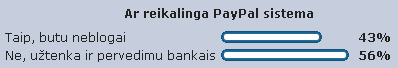 Ar reikalinga PayPal sistema
Taip, butu neblogai 43%
Ne, užtenka ir pervedimu bankais 56%